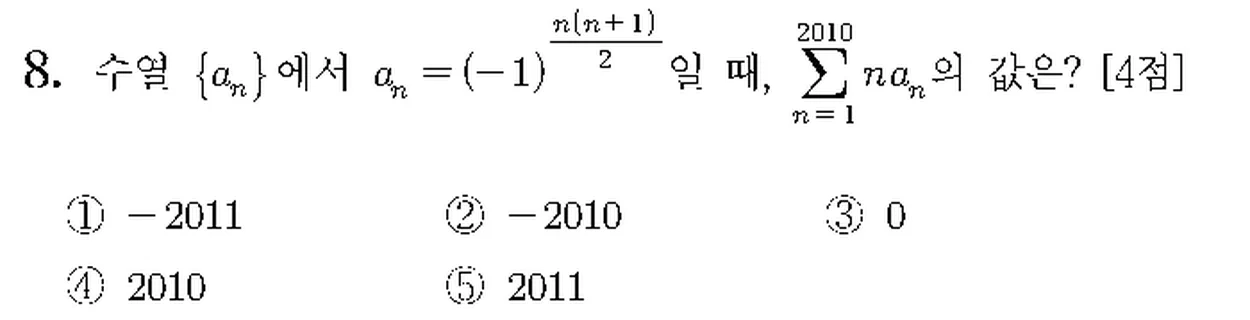 8. 수열 {aₙ}에서 aₙ = (−1)^{n(n+1)/2}일 때, ∑_{n=1}^{2010} naₙ의 값은? [4점]
① −2011 ② −2010 ③ 0
④ 2010 ⑤ 2011